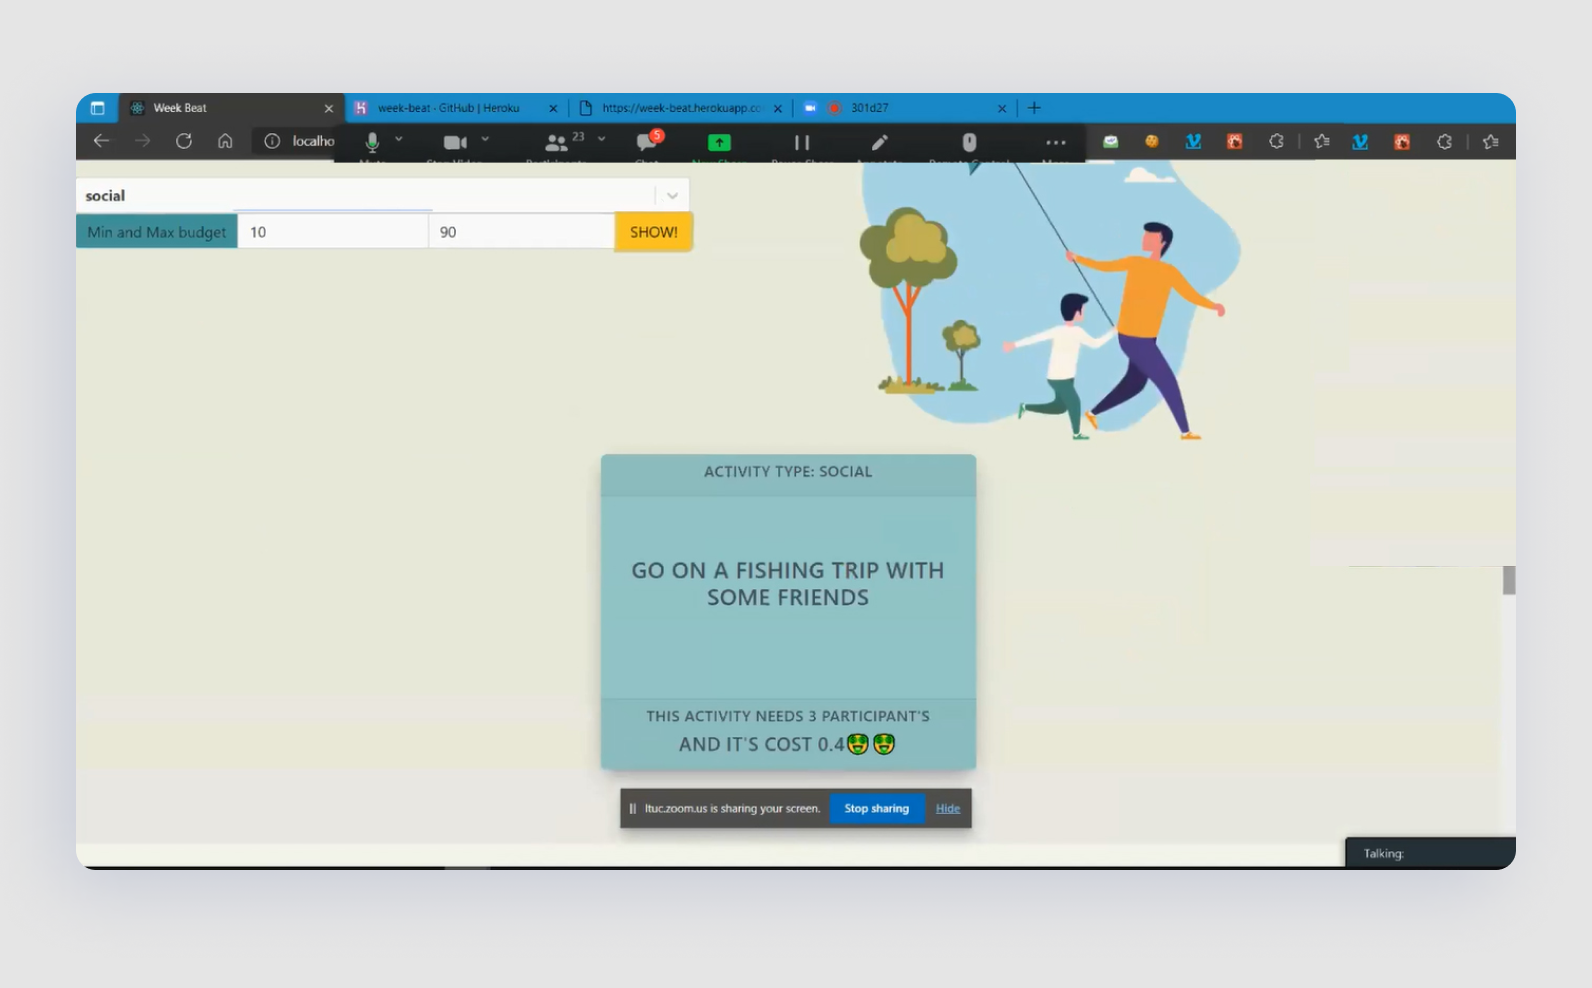 Week Beat
week-beat · GitHub | Heroku
https://week-beat.herokuapp.co
301d27
localho
23
5
social
Min and Max budget
10
90
SHOW!
ACTIVITY TYPE: SOCIAL
GO ON A FISHING TRIP WITH
SOME FRIENDS
THIS ACTIVITY NEEDS 3 PARTICIPANT'S
AND IT'S COST 0.4
ltuc.zoom.us is sharing your screen.
Stop sharing
Hide
Talking: